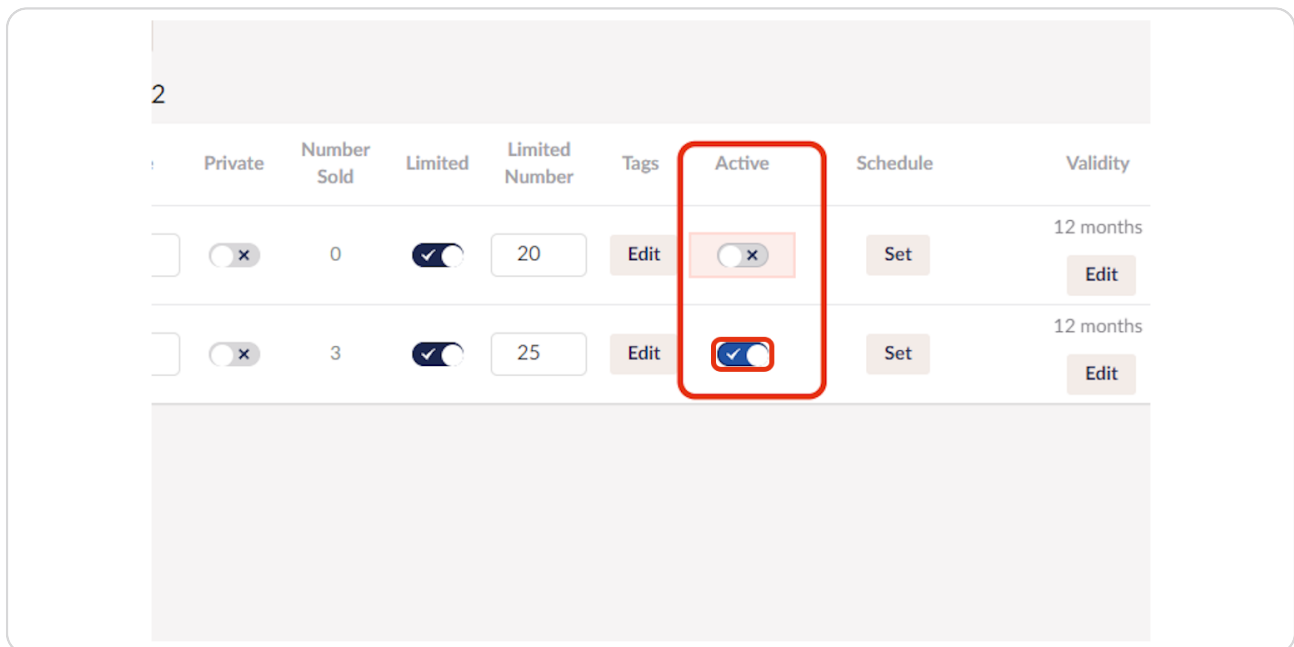 2
Private Number Sold Limited Limited Number Tags Active Schedule Validity
0 20 Edit Set 12 months Edit
3 25 Edit Set 12 months Edit